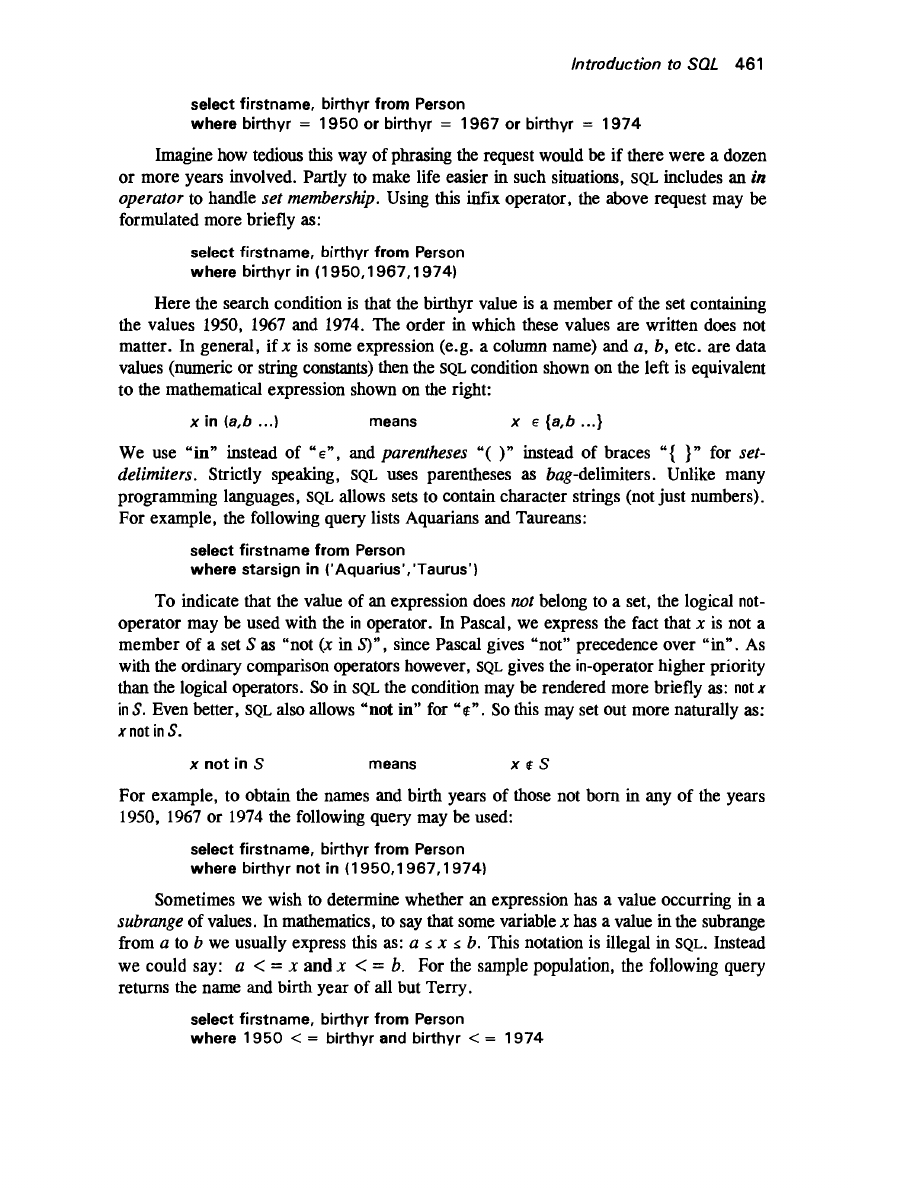 Introduction to SQL 461
select firstname, birthyr from Person
where birthyr = 1950 or birthyr = 1967 or birthyr = 1974
Imagine how tedious this way of phrasing the request would be if there were a dozen
or more years involved. Partly to make life easier in such situations, SQL includes an in
operator to handle set membership. Using this infix operator, the above request may be
formulated more briefly as:
select firstname, birthyr from Person
where birthyr in (1950,1967,1974)
Here the search condition is that the birthyr value is a member of the set containing
the values 1950, 1967 and 1974. The order in which these values are written does not
matter. In general, if x is some expression (e.g. a column name) and a, b, etc. are data
values (numeric or string constants) then the SQL condition shown on the left is equivalent
to the mathematical expression shown on the right:
x in (a,b ...) means x ∈ {a,b ...}
We use “in” instead of “∈”, and parentheses “( )” instead of braces “{ }” for set-
delimiters. Strictly speaking, SQL uses parentheses as bag-delimiters. Unlike many
programming languages, SQL allows sets to contain character strings (not just numbers).
For example, the following query lists Aquarians and Taureans:
select firstname from Person
where starsign in ('Aquarius','Taurus')
To indicate that the value of an expression does not belong to a set, the logical not-
operator may be used with the in operator. In Pascal, we express the fact that x is not a
member of a set S as “not (x in S)”, since Pascal gives “not” precedence over “in”. As
with the ordinary comparison operators however, SQL gives the in-operator higher priority
than the logical operators. So in SQL the condition may be rendered more briefly as: not x
in S. Even better, SQL also allows “not in” for “∉”. So this may set out more naturally as:
x not in S.
x not in S means x ∉ S
For example, to obtain the names and birth years of those not born in any of the years
1950, 1967 or 1974 the following query may be used:
select firstname, birthyr from Person
where birthyr not in (1950,1967,1974)
Sometimes we wish to determine whether an expression has a value occurring in a
subrange of values. In mathematics, to say that some variable x has a value in the subrange
from a to b we usually express this as: a ≤ x ≤ b. This notation is illegal in SQL. Instead
we could say: a < = x and x < = b. For the sample population, the following query
returns the name and birth year of all but Terry.
select firstname, birthyr from Person
where 1950 < = birthyr and birthyr < = 1974